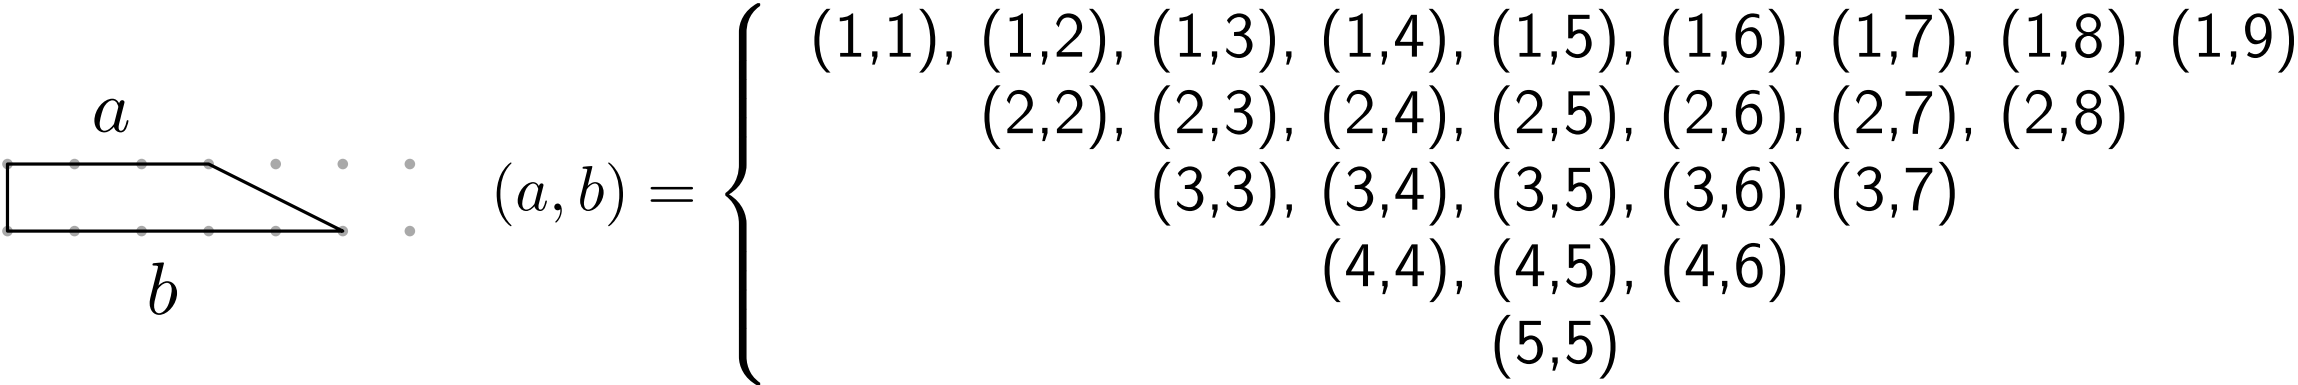 (1,1), (1,2), (1,3), (1,4), (1,5), (1,6), (1,7), (1,8), (1,9)
a
(2,2), (2,3), (2,4), (2,5), (2,6), (2,7), (2,8)
(a, b) = { (3,3), (3,4), (3,5), (3,6), (3,7)
b
(4,4), (4,5), (4,6)
(5,5)